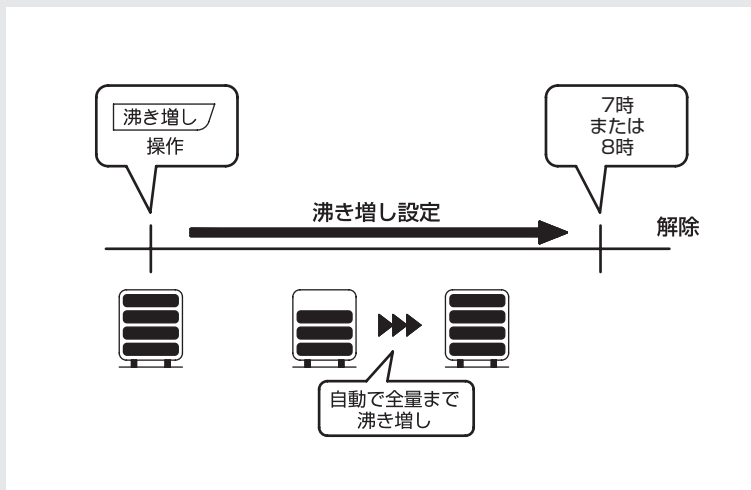 沸き増し
操作
7時
または
8時
沸き増し設定
解除
自動で全量まで
沸き増し